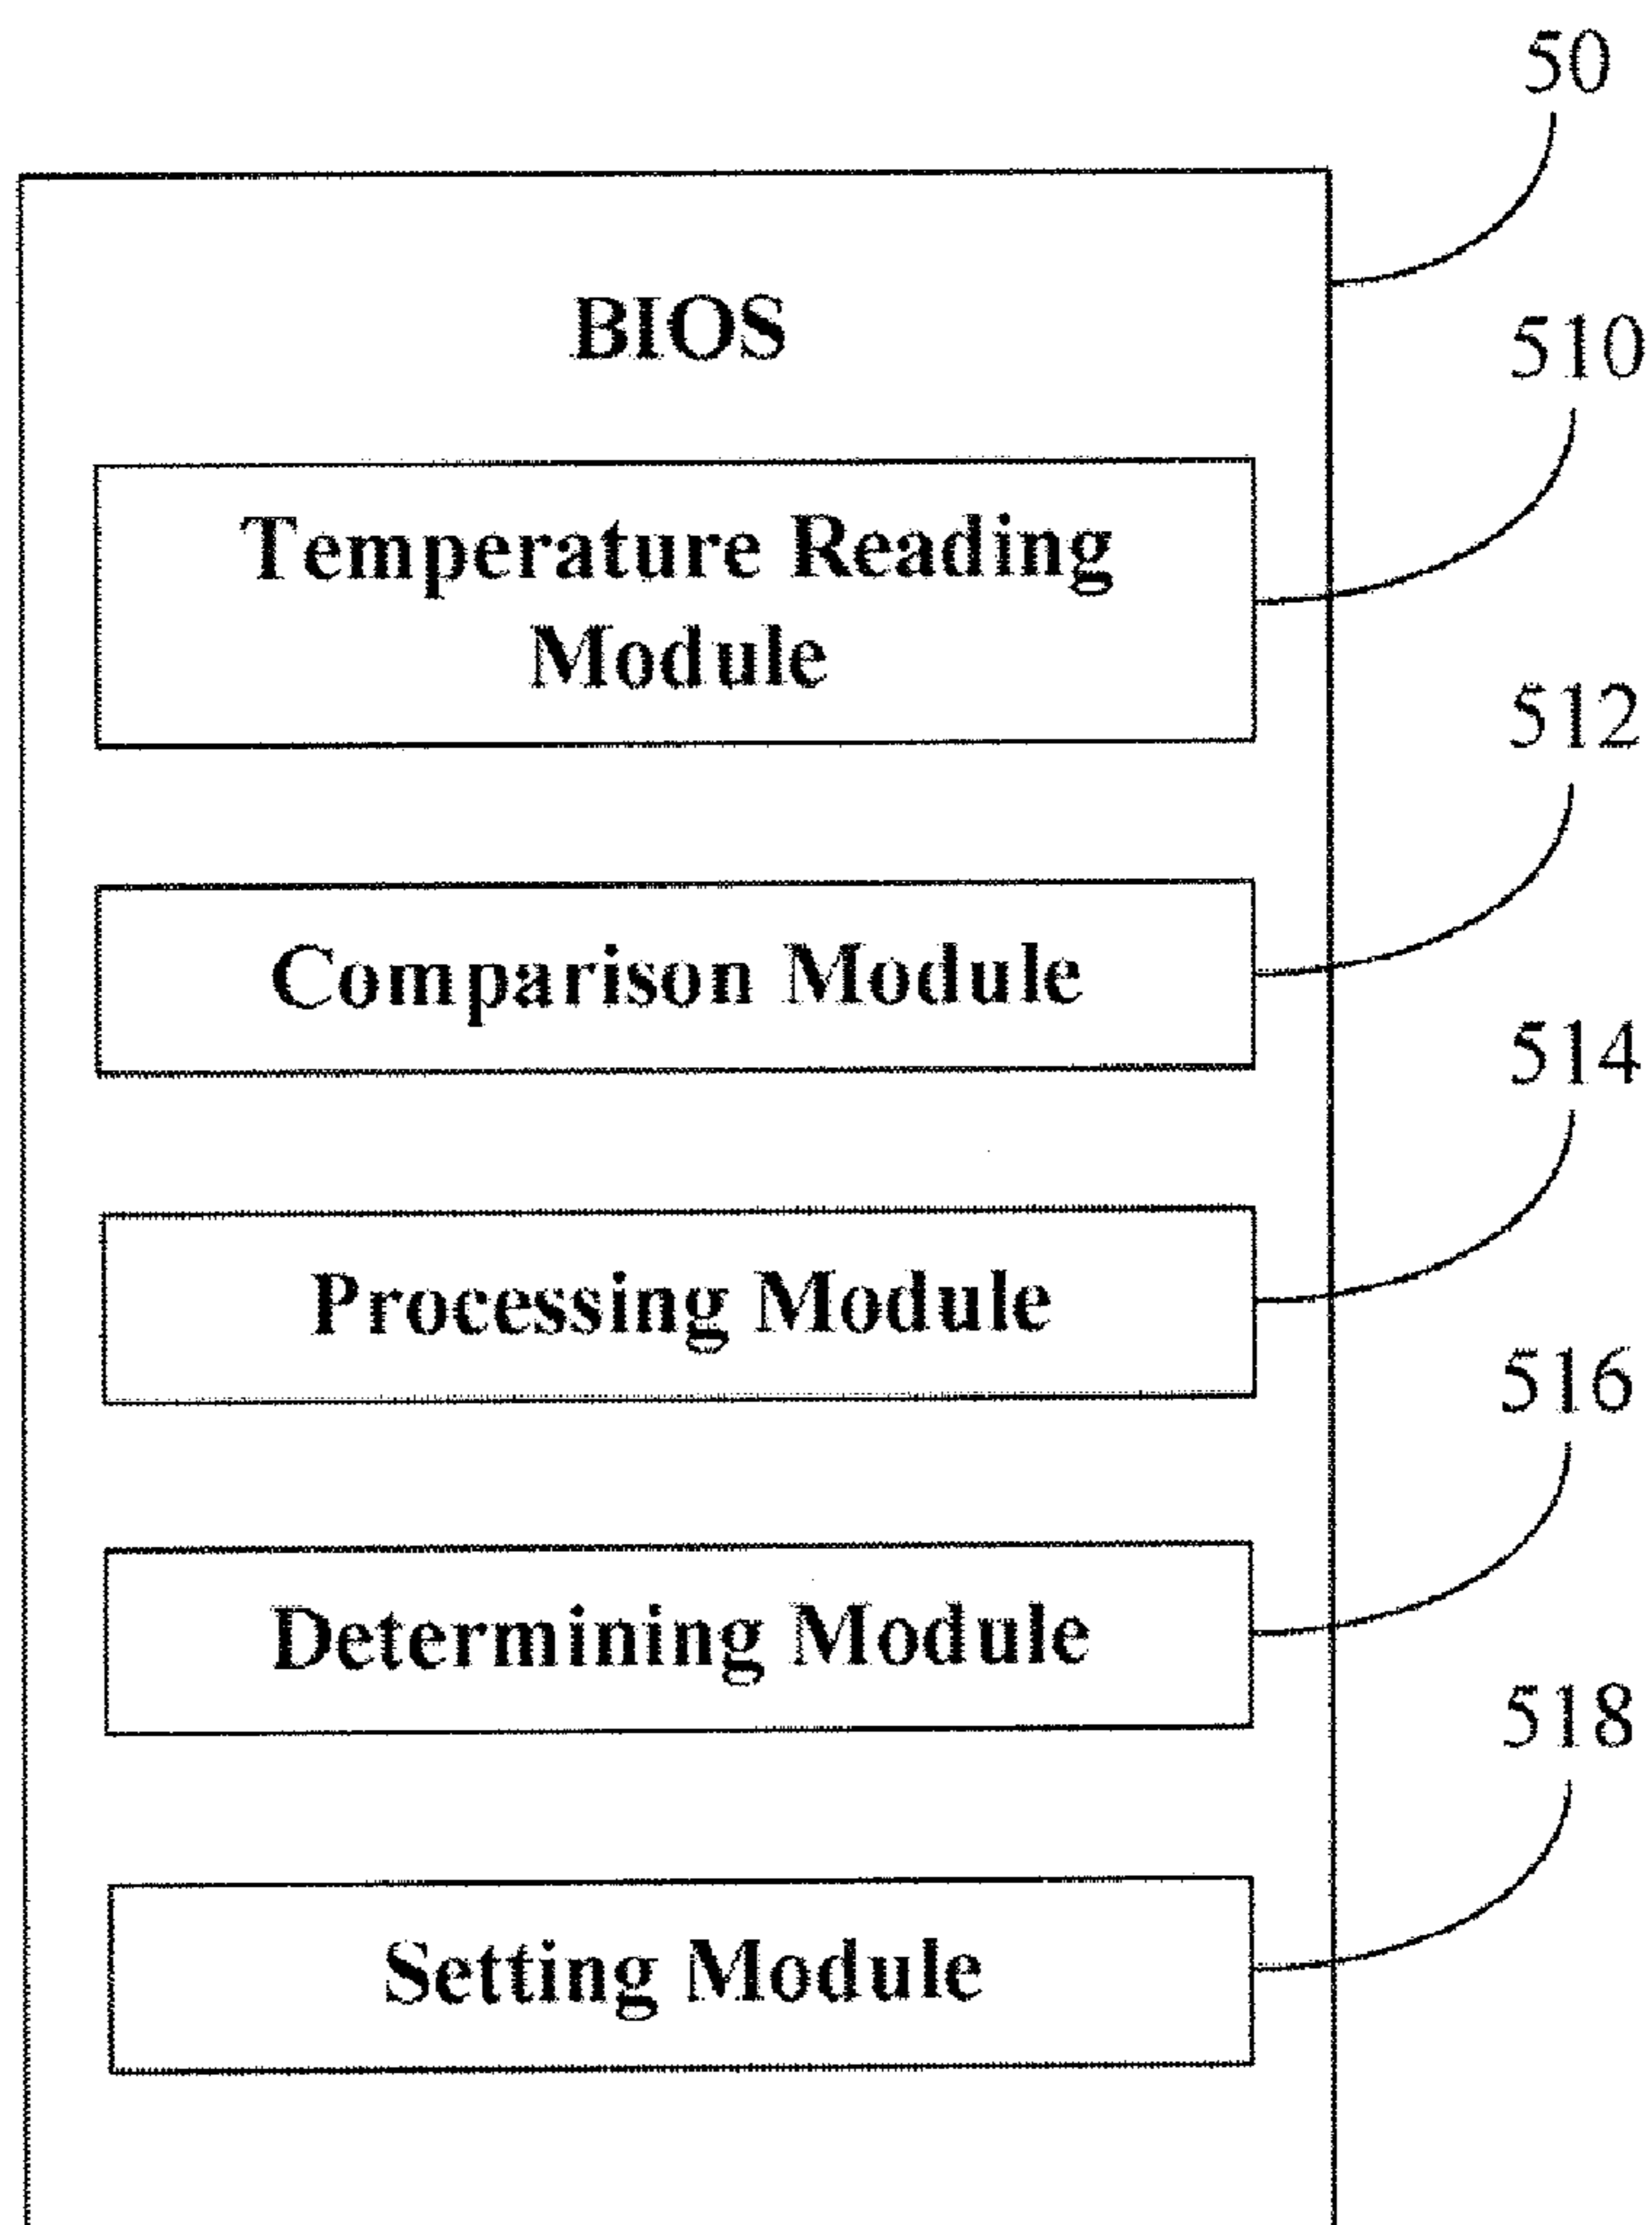 50
BIOS
510
Temperature Reading
Module
512
Comparison Module
514
Processing Module
516
Determining Module
518
Setting Module